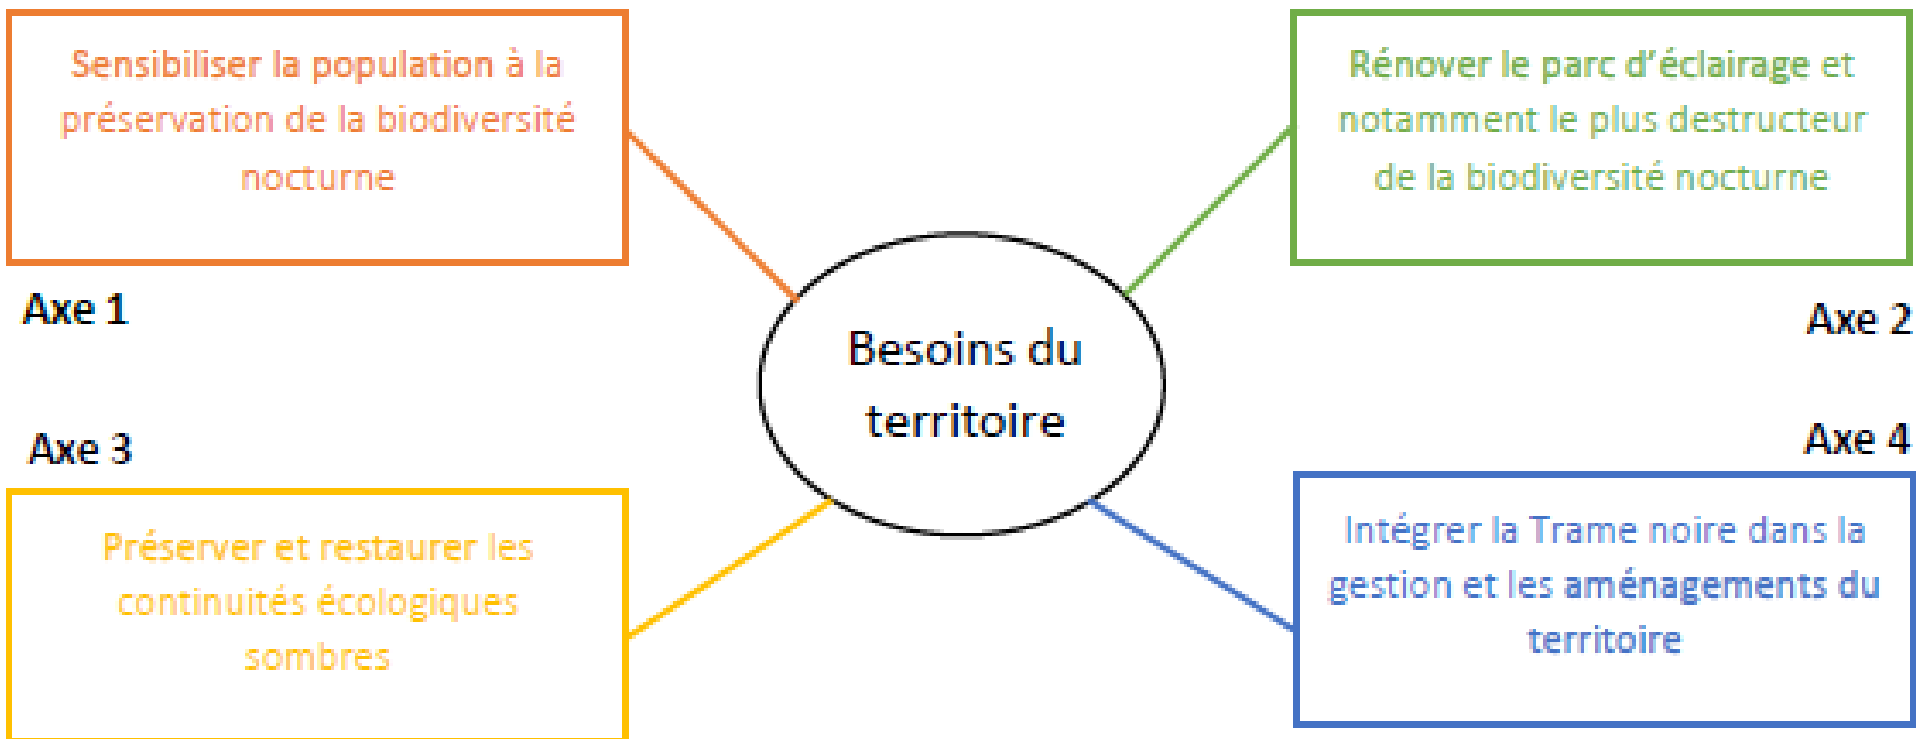 Sensibiliser la population à la
préservation de la biodiversité
nocturne
Axe 1
Rénover le parc d'éclairage et
notamment le plus destructeur
de la biodiversité nocturne
Axe 2
Besoins du
territoire
Axe 3
Préserver et restaurer les
continuités écologiques
sombres
Axe 4
Intégrer la Trame noire dans la
gestion et les aménagements du
territoire